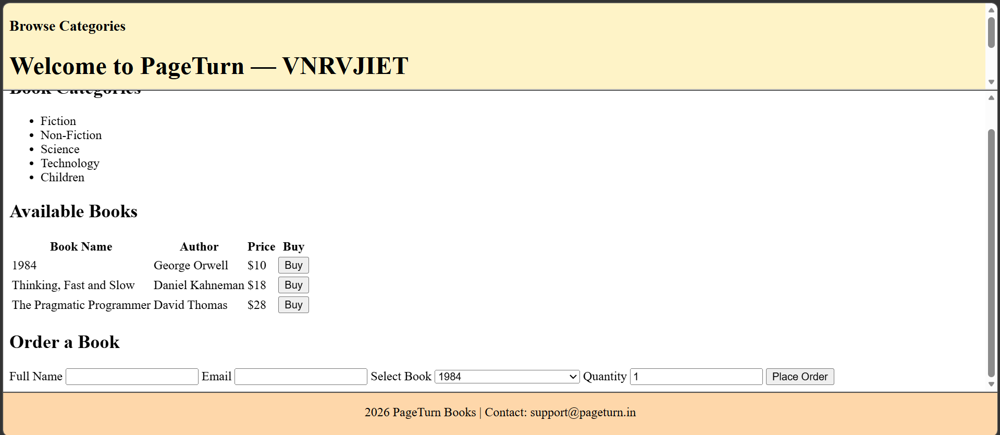 Browse Categories
Welcome to PageTurn — VNRVJIET
Book Categories
Fiction
Non-Fiction
Science
Technology
Children
Available Books
Book Name Author Price Buy
1984 George Orwell $10 Buy
Thinking, Fast and Slow Daniel Kahneman $18 Buy
The Pragmatic Programmer David Thomas $28 Buy
Order a Book
Full Name Email Select Book 1984 Quantity 1 Place Order
2026 PageTurn Books | Contact: support@pageturn.in